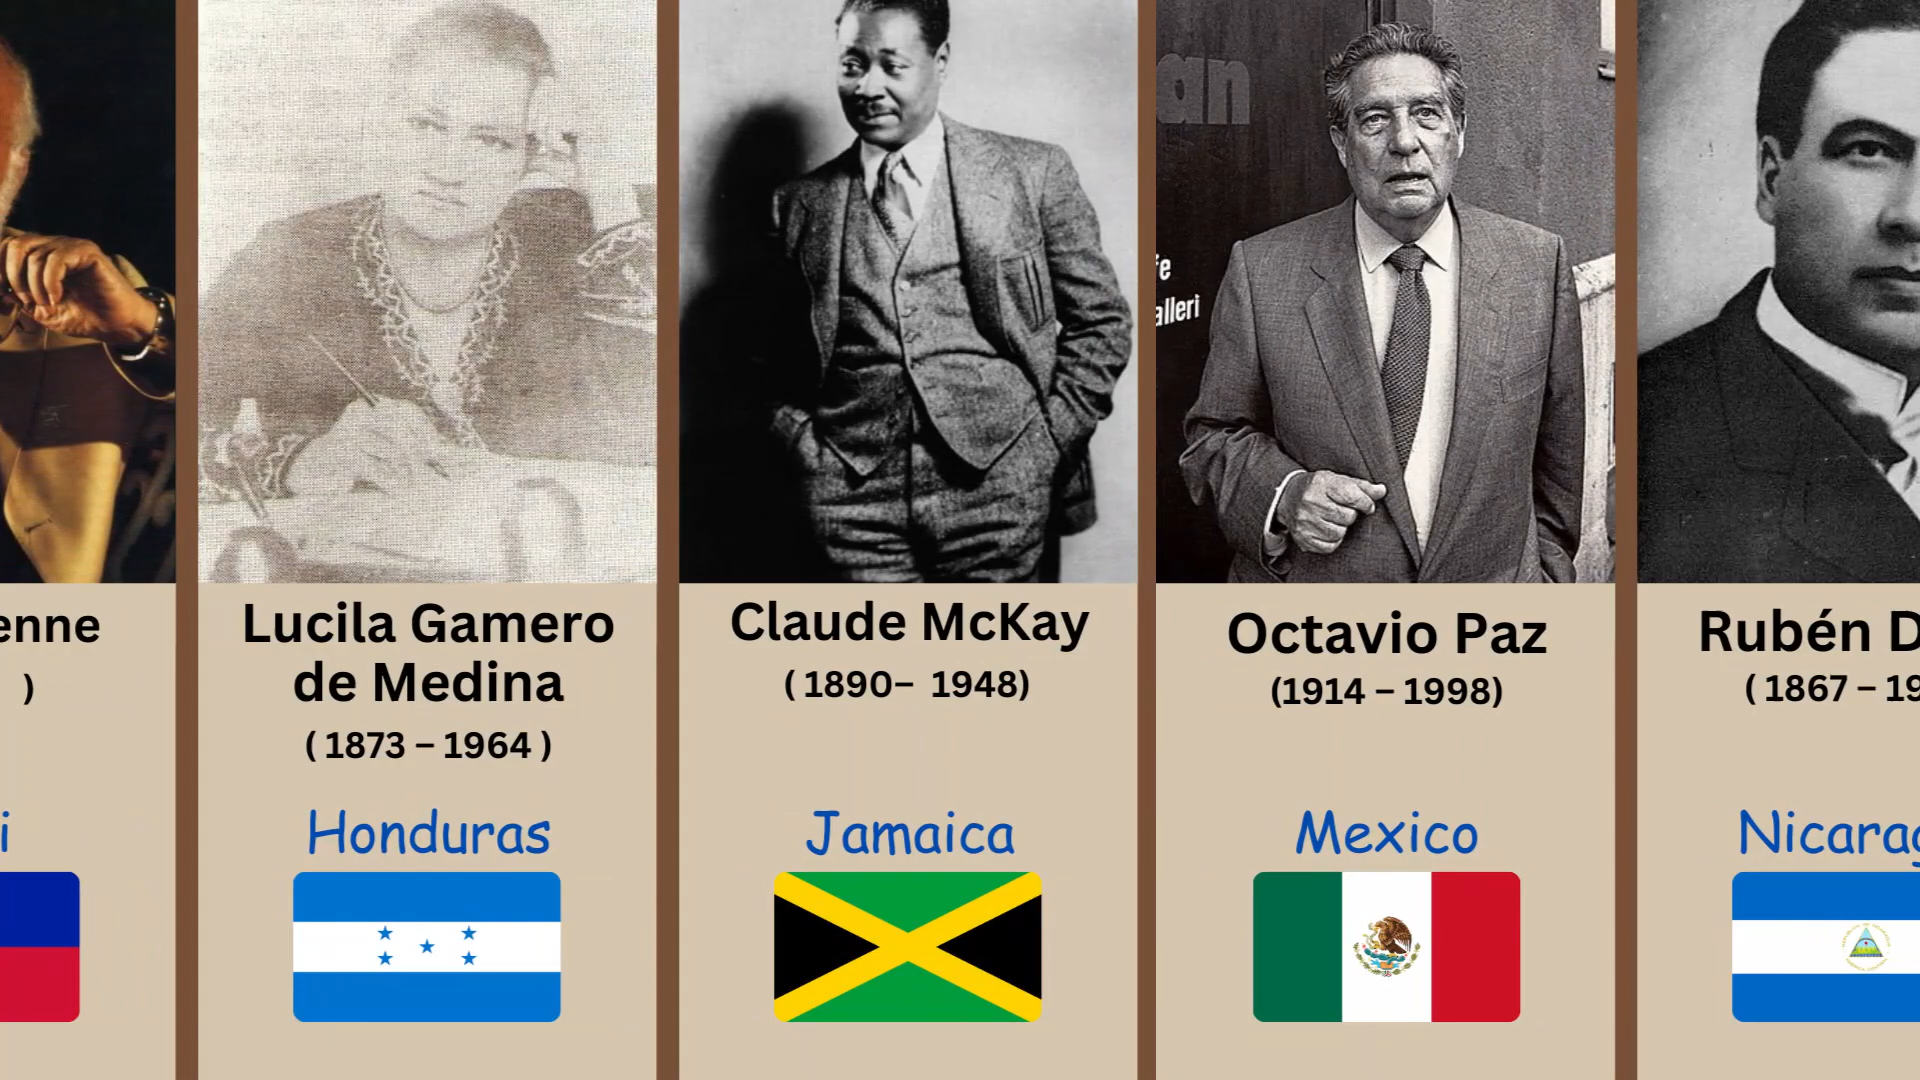 an
fe
alleri
enne
)
i
Lucila Gamero
de Medina
( 1873 – 1964 )
Honduras
Claude McKay
( 1890– 1948)
Jamaica
Octavio Paz
(1914 – 1998)
Mexico
Rubén D
( 1867 – 19
Nicarag